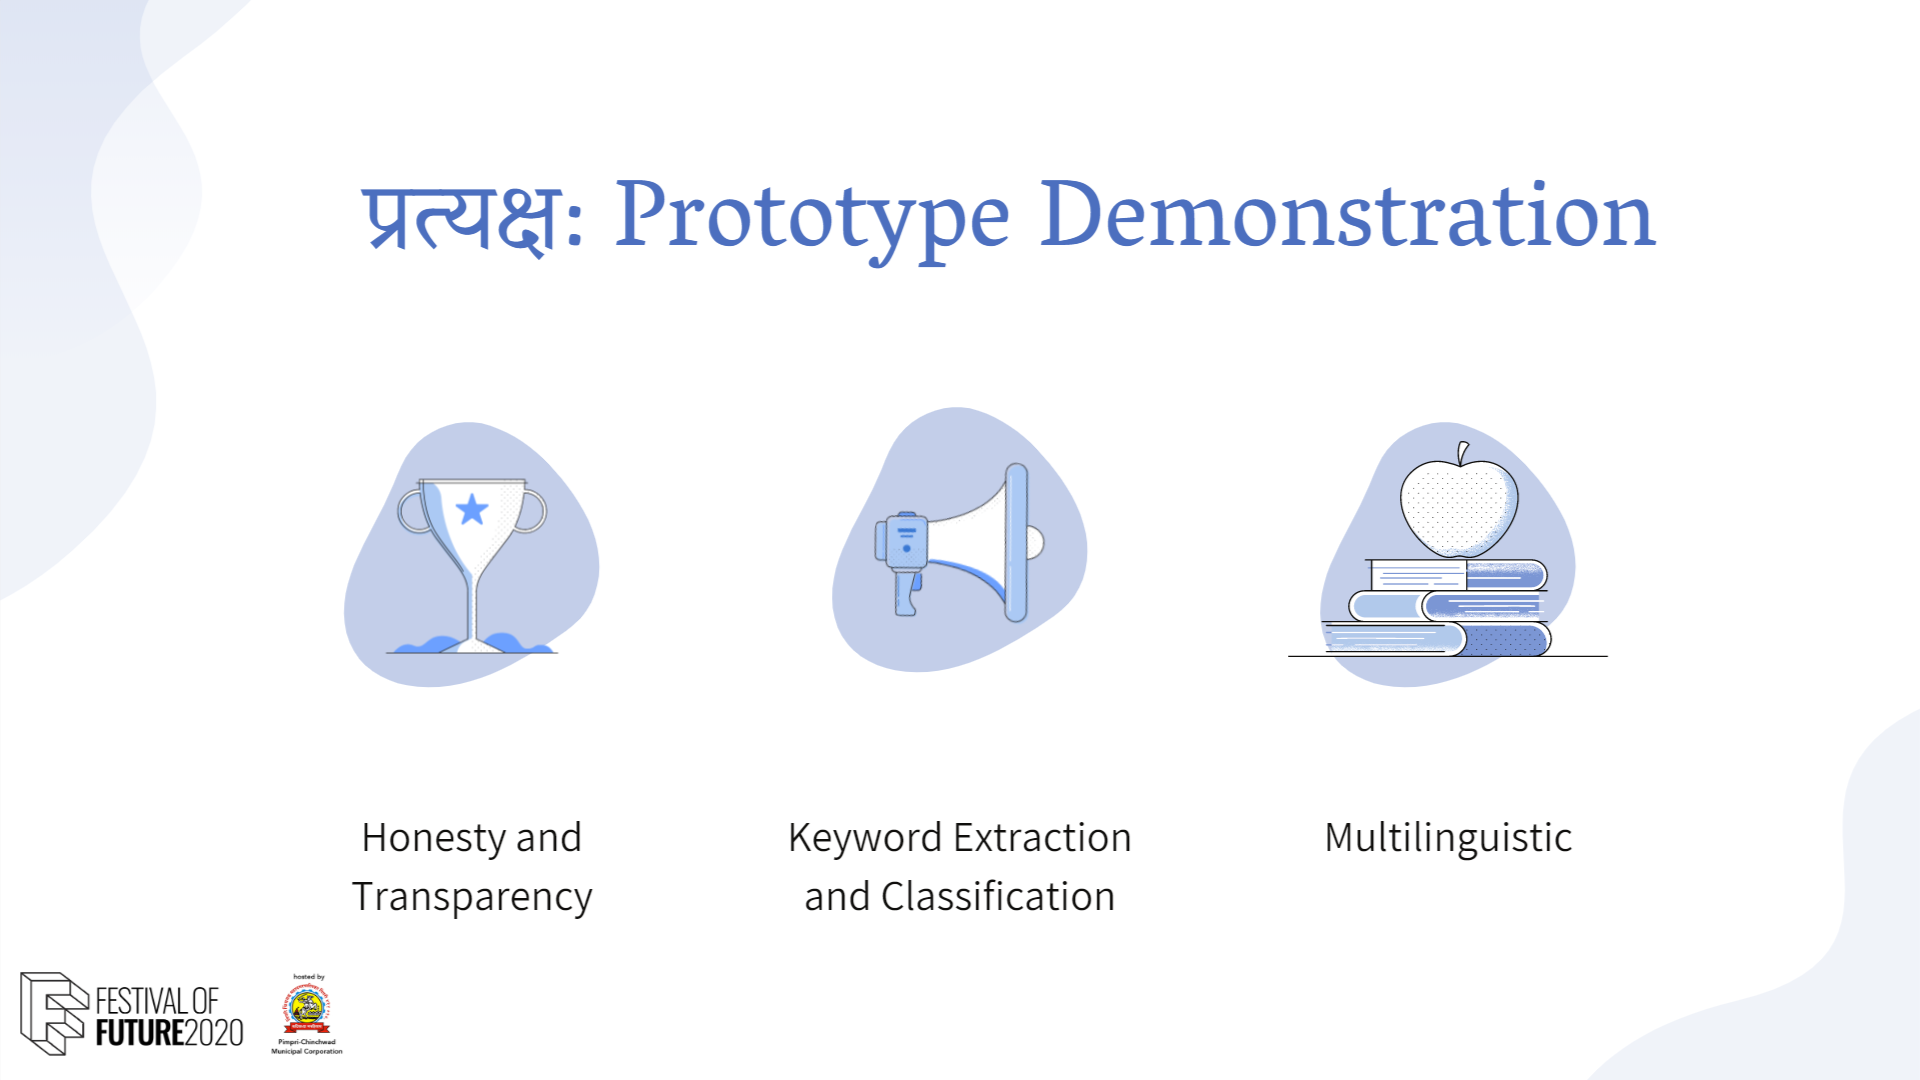 प्रत्यक्ष: Prototype Demonstration
Honesty and
Transparency
Keyword Extraction
and Classification
Multilinguistic
FESTIVAL OF
FUTURE2020
hosted by
Pimpri-Chinchwad
Municipal Corporation